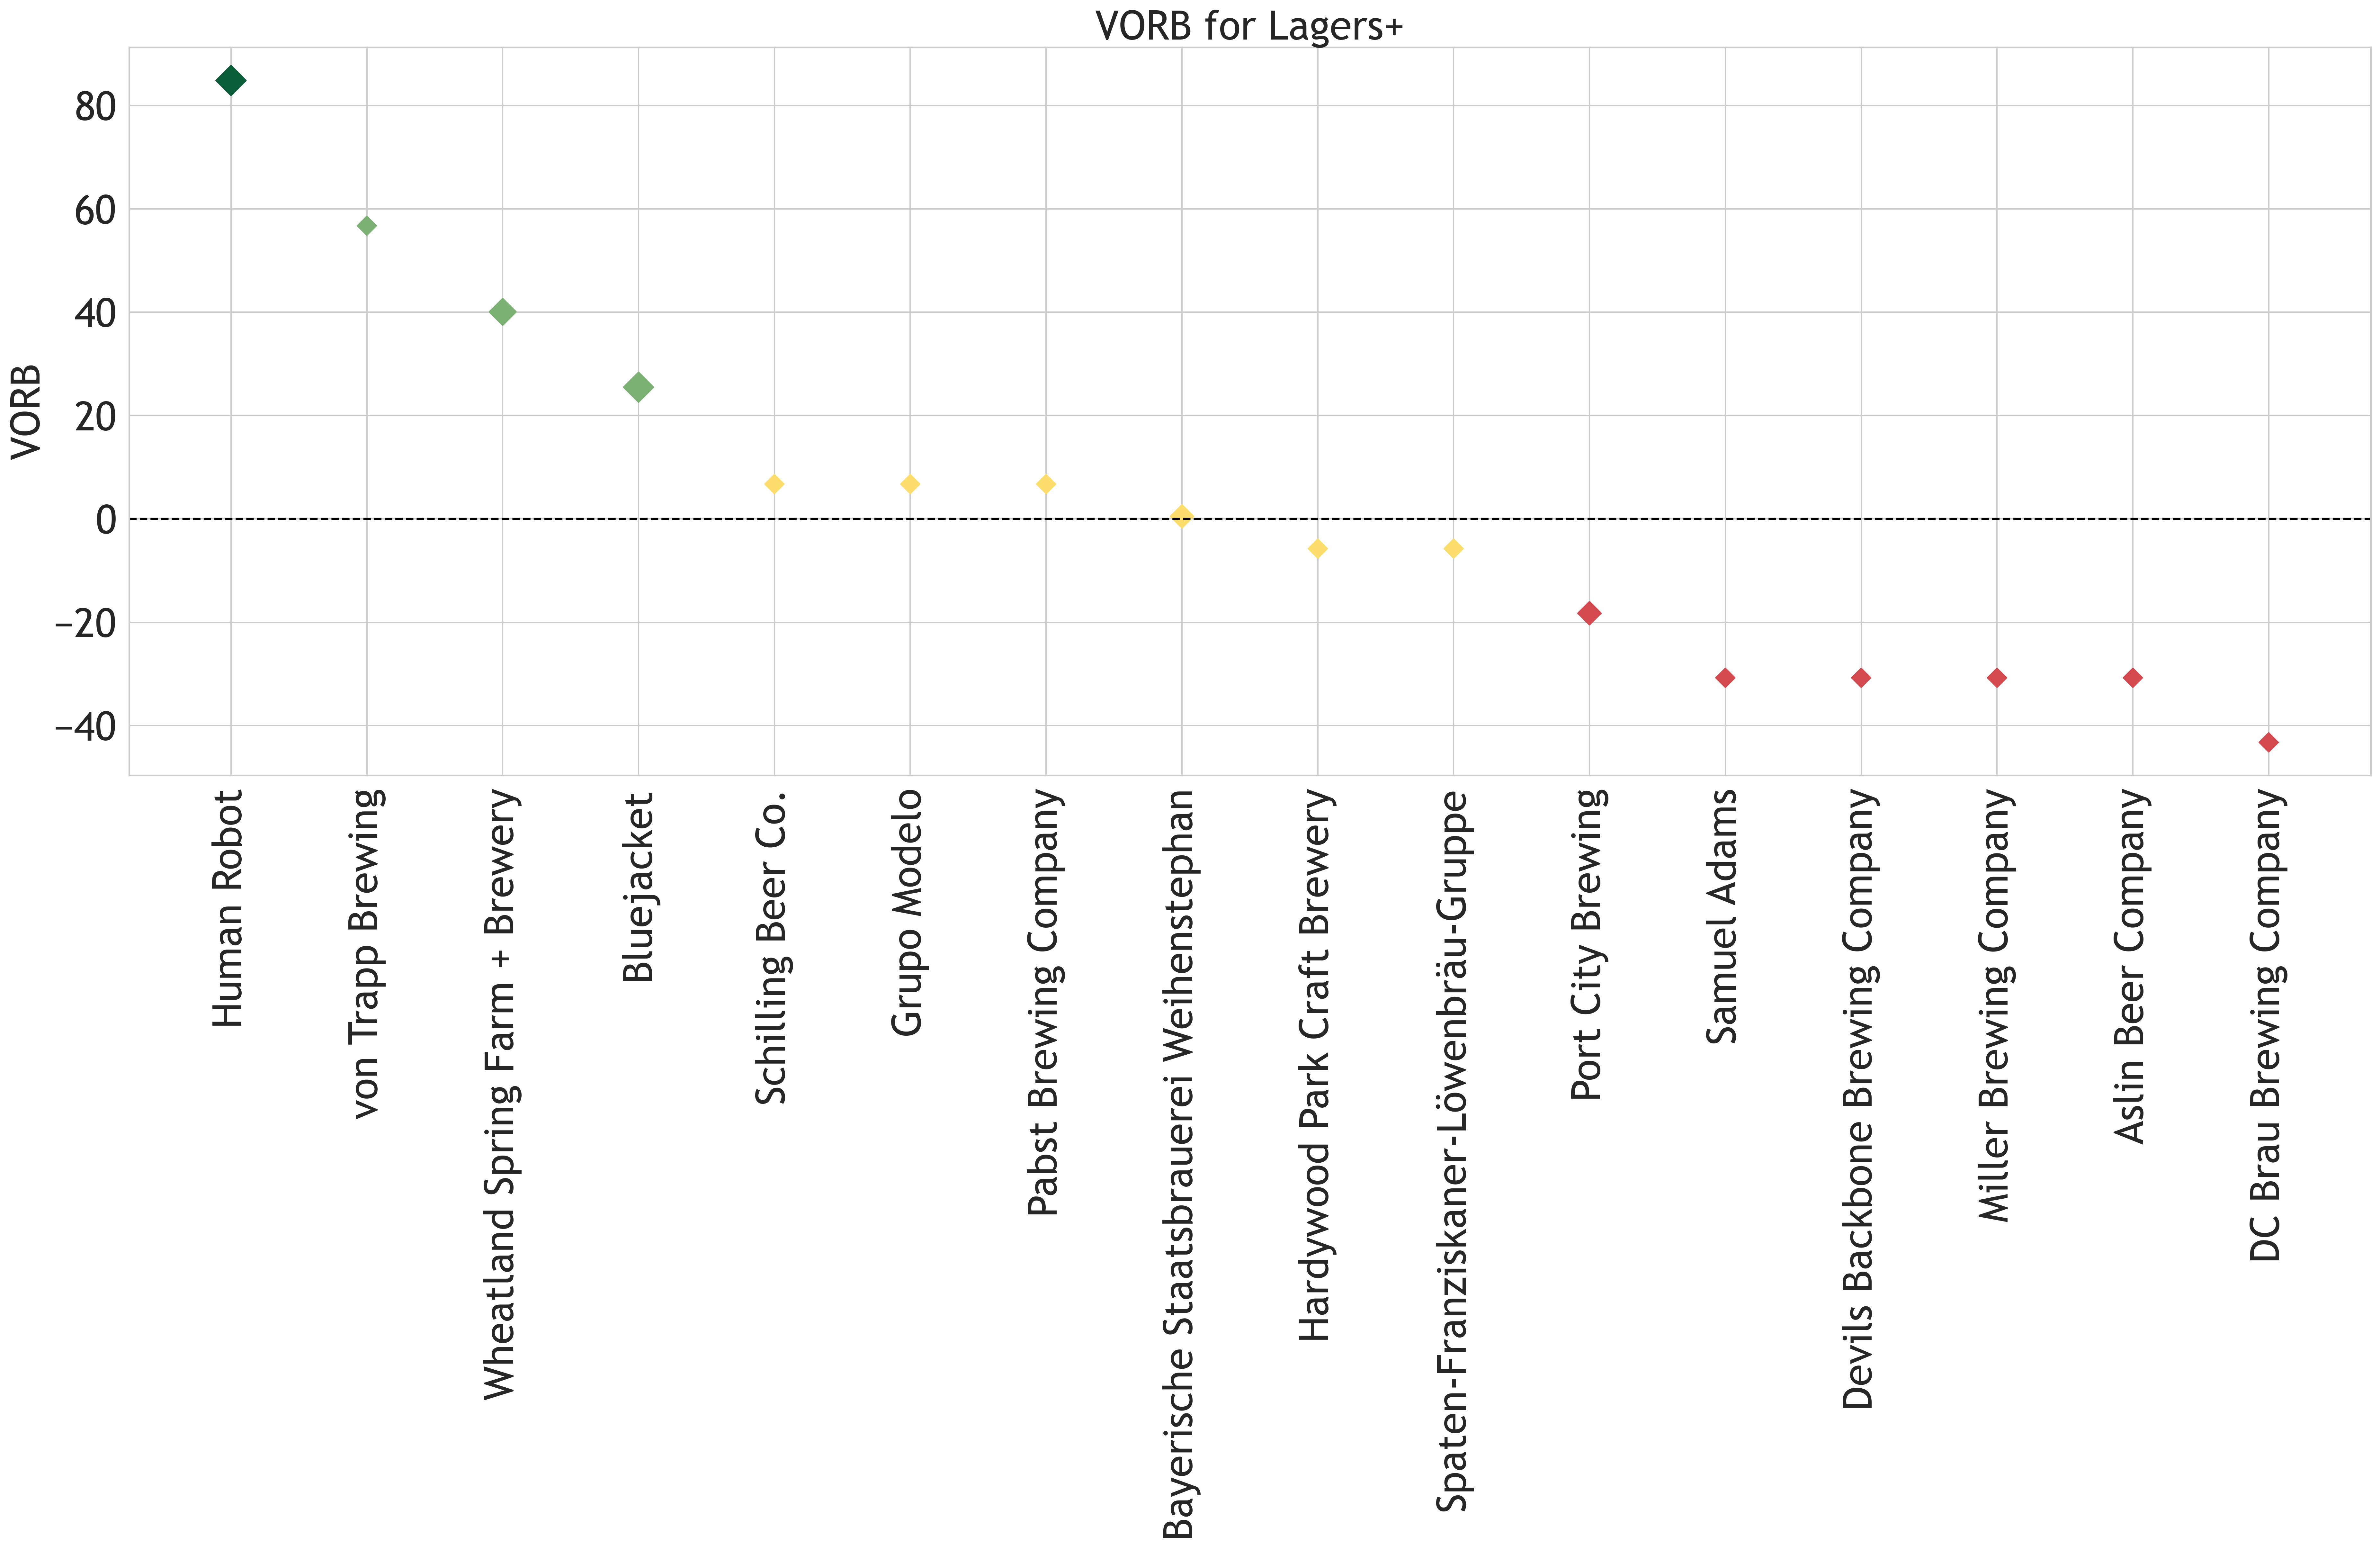 VORB for Lagers+
VORB
80
60
40
20
0
−20
−40
Human Robot
von Trapp Brewing
Wheatland Spring Farm + Brewery
Bluejacket
Schilling Beer Co.
Grupo Modelo
Pabst Brewing Company
Bayerische Staatsbrauerei Weihenstephan
Hardywood Park Craft Brewery
Spaten-Franziskaner-Löwenbräu-Gruppe
Port City Brewing
Samuel Adams
Devils Backbone Brewing Company
Miller Brewing Company
Aslin Beer Company
DC Brau Brewing Company